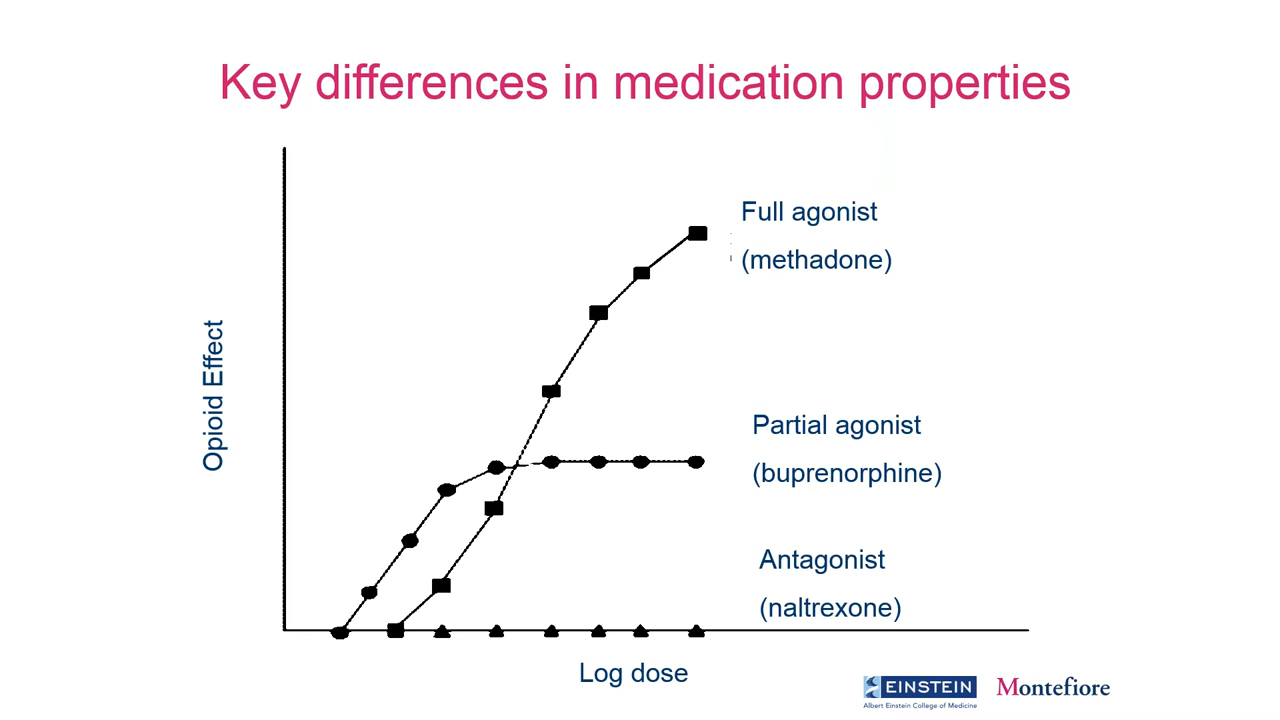 Key differences in medication properties
Full agonist
(methadone)
Opioid Effect
Partial agonist
(buprenorphine)
Antagonist
(naltrexone)
Log dose
EINSTEIN
Albert Einstein College of Medicine
Montefiore